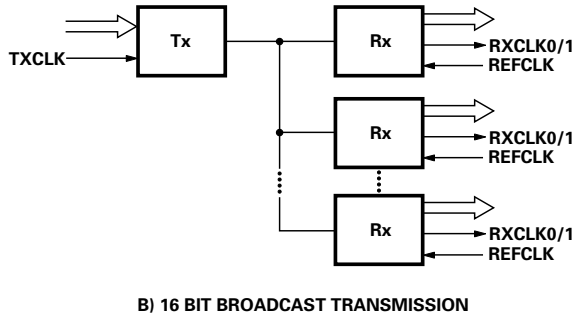 Tx
TXCLK
Rx
RXCLK0/1
REFCLK
Rx
RXCLK0/1
REFCLK
Rx
RXCLK0/1
REFCLK
B) 16 BIT BROADCAST TRANSMISSION